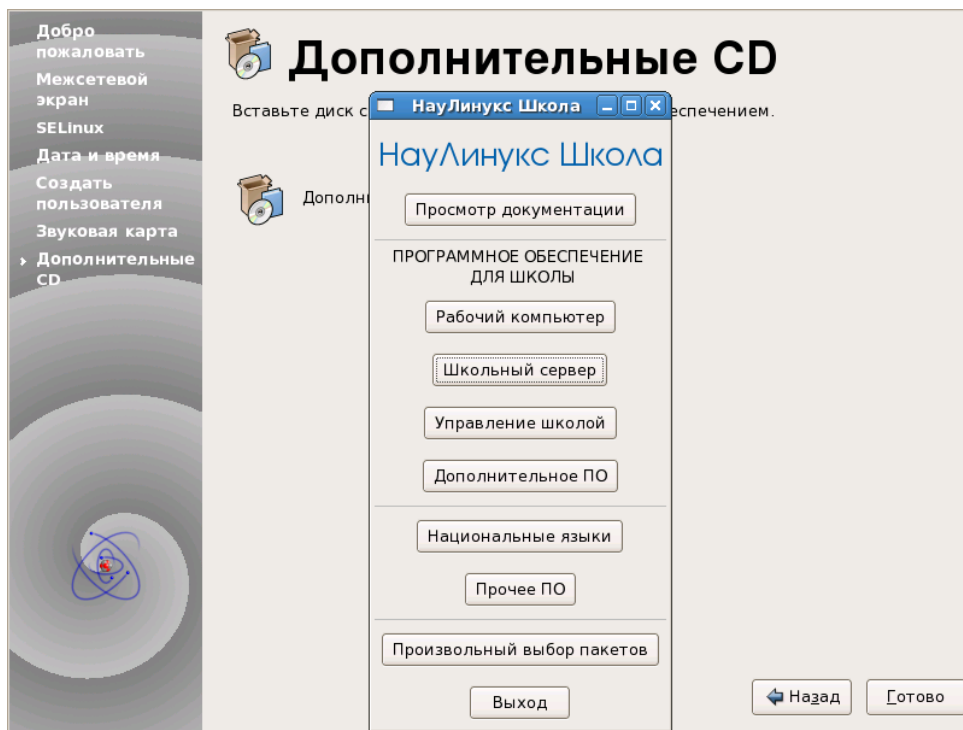 Добро
пожаловать
Межсетевой
экран
SELinux
Дата и время
Создать
пользователя
Звуковая карта
Дополнительные
CD
Дополнительные CD
Вставьте диск с
НауЛинукс Школа
НауЛинукс Школа
Просмотр документации
ПРОГРАММНОЕ ОБЕСПЕЧЕНИЕ
ДЛЯ ШКОЛЫ
Рабочий компьютер
Школьный сервер
Управление школой
Дополнительное ПО
Национальные языки
Прочее ПО
Произвольный выбор пакетов
Выход
Назад
Готово